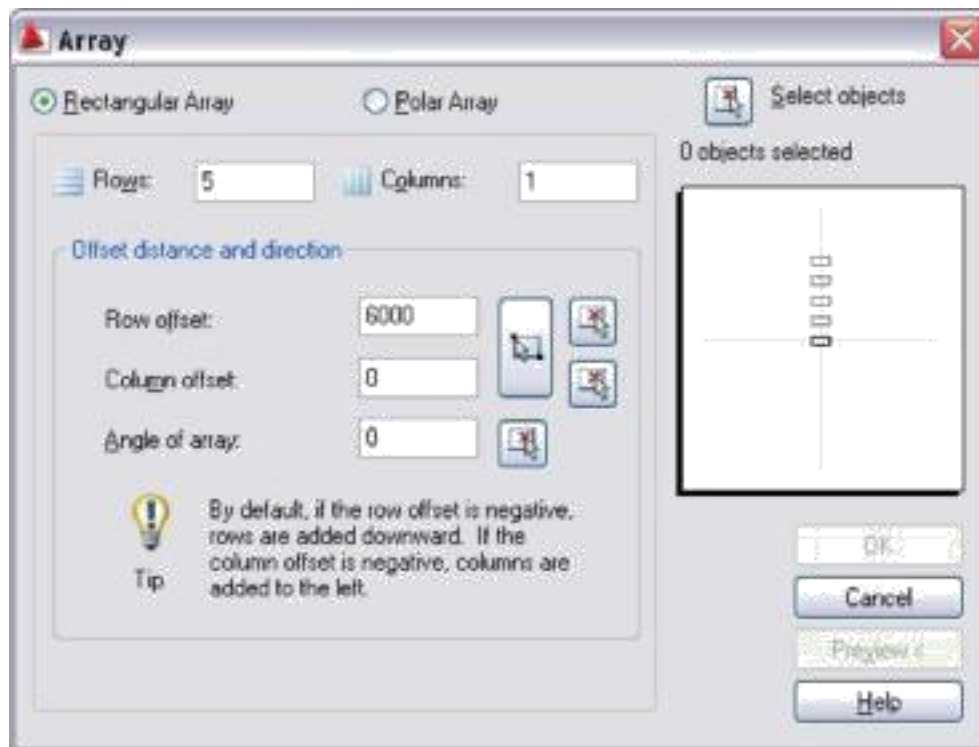 Array
Rectangular Array
Polar Array
Select objects
0 objects selected
Rows:
5
Columns:
1
Offset distance and direction
Row offset:
6000
Column offset:
0
Angle of array:
0
Tip
By default, if the row offset is negative,
rows are added downward. If the
column offset is negative, columns are
added to the left.
OK
Cancel
Preview <
Help